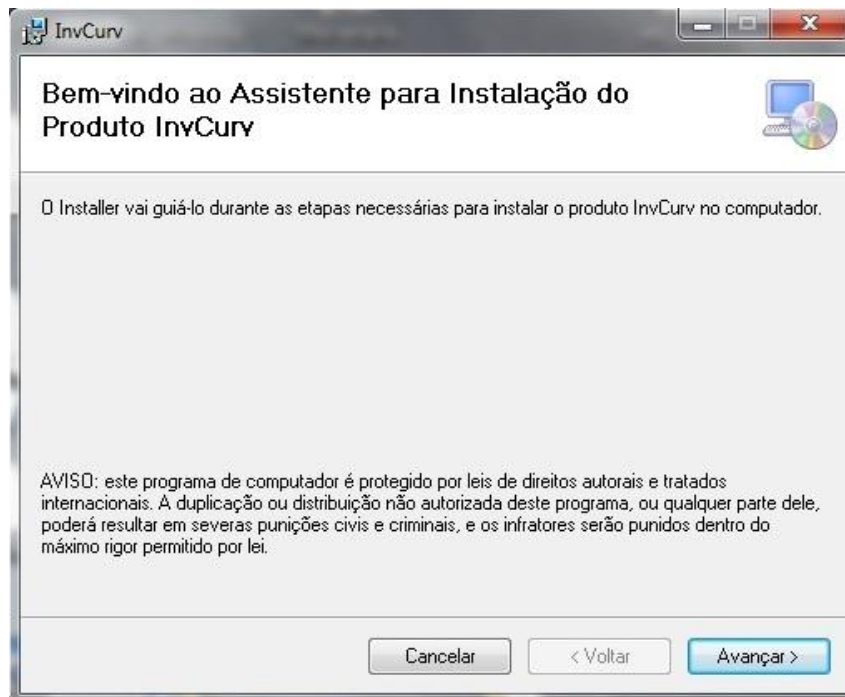 InvCurv
Bem-vindo ao Assistente para Instalação do
Produto InvCurv
O Installer vai guiá-lo durante as etapas necessárias para instalar o produto InvCurv no computador.
AVISO: este programa de computador é protegido por leis de direitos autorais e tratados
internacionais. A duplicação ou distribuição não autorizada deste programa, ou qualquer parte dele,
poderá resultar em severas punições civis e criminais, e os infratores serão punidos dentro do
máximo rigor permitido por lei.
Cancelar
< Voltar
Avançar >